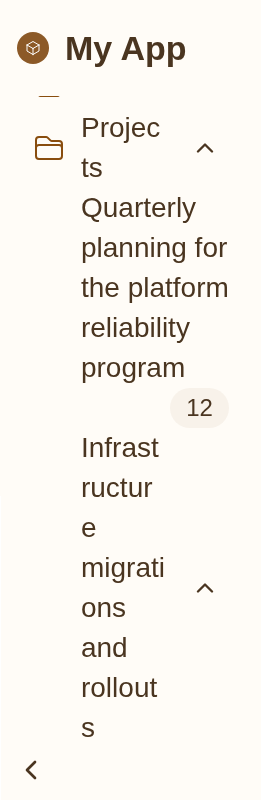 My App
Projec
ts
Quarterly
planning for
the platform
reliability
program
12
Infrast
ructur
e
migrati
ons
and
rollout
s